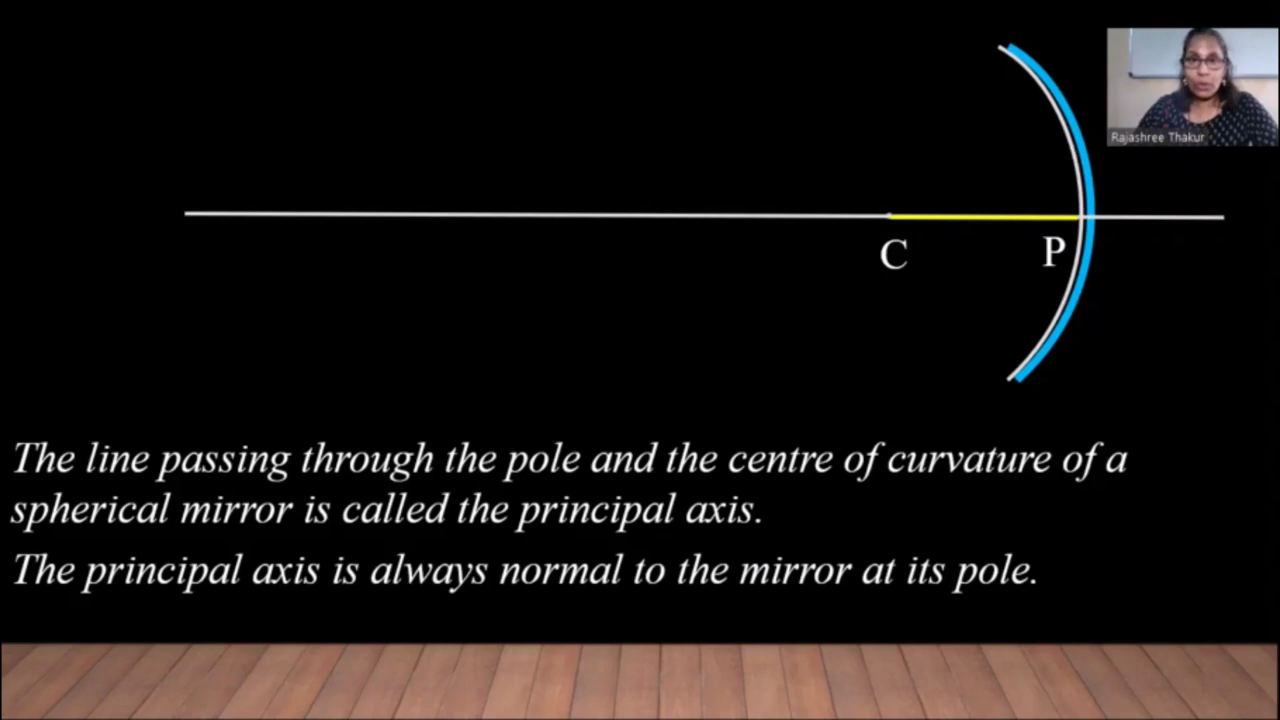 Rajashree Thakur
C
P
The line passing through the pole and the centre of curvature of a
spherical mirror is called the principal axis.
The principal axis is always normal to the mirror at its pole.